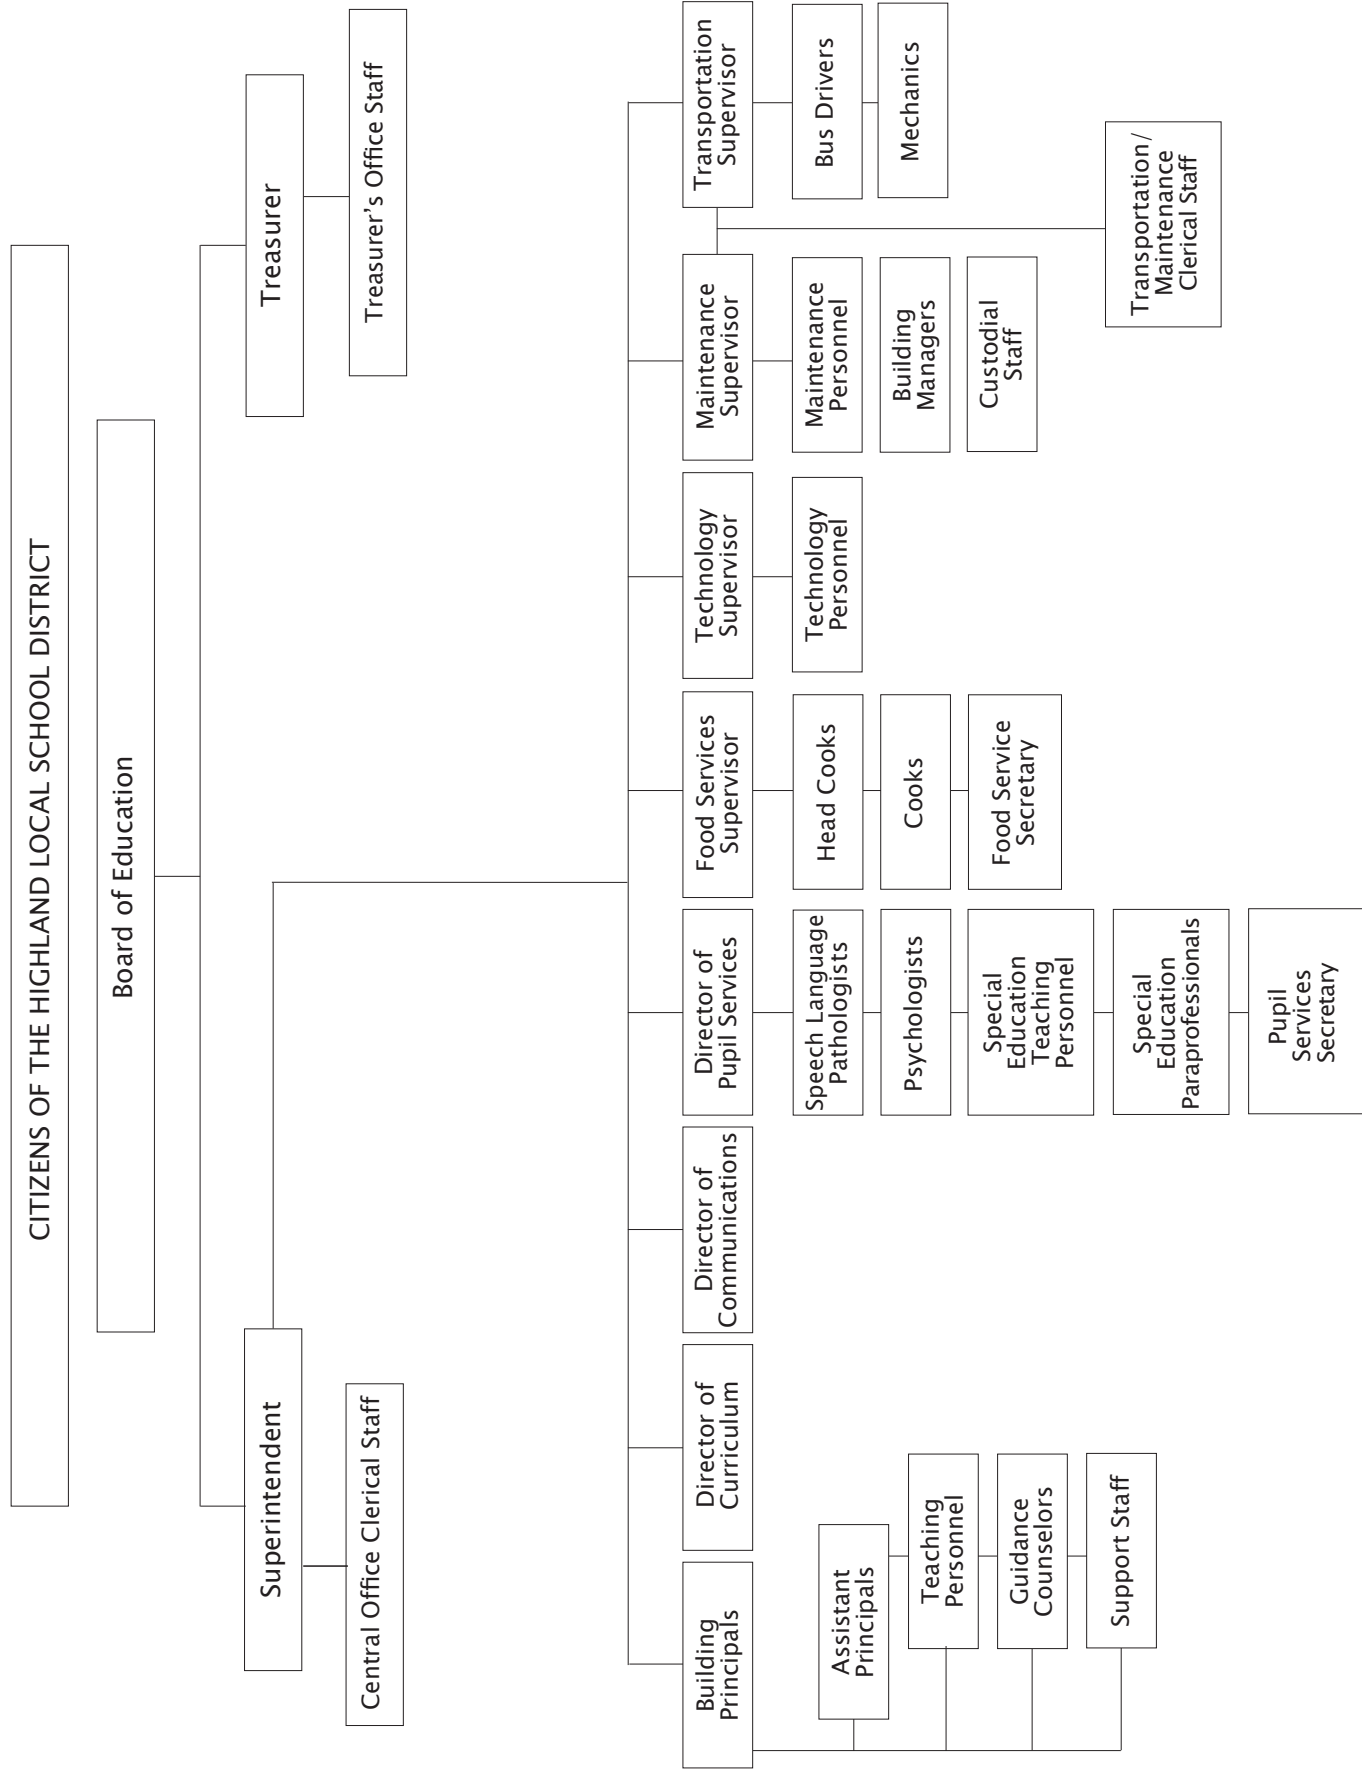 CITIZENS OF THE HIGHLAND LOCAL SCHOOL DISTRICT
Board of Education
Superintendent
Treasurer
Central Office Clerical Staff
Treasurer's Office Staff
Building
Principals
Director of
Curriculum
Director of
Communications
Director of
Pupil Services
Food Services
Supervisor
Technology
Supervisor
Maintenance
Supervisor
Transportation
Supervisor
Assistant
Principals
Teaching
Personnel
Guidance
Counselors
Support Staff
Speech Language
Pathologists
Psychologists
Special
Education
Teaching
Personnel
Special
Education
Paraprofessionals
Pupil
Services
Secretary
Head Cooks
Cooks
Food Service
Secretary
Technology
Personnel
Maintenance
Personnel
Building
Managers
Custodial
Staff
Bus Drivers
Mechanics
Transportation/
Maintenance
Clerical Staff